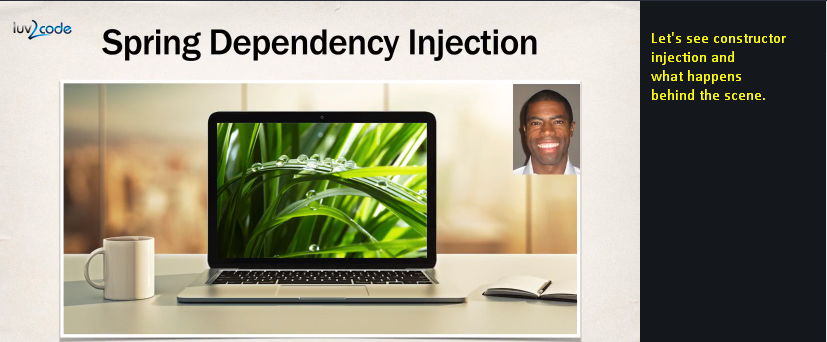 luv2code
Spring Dependency Injection
Let's see constructor
injection and
what happens
behind the scene.